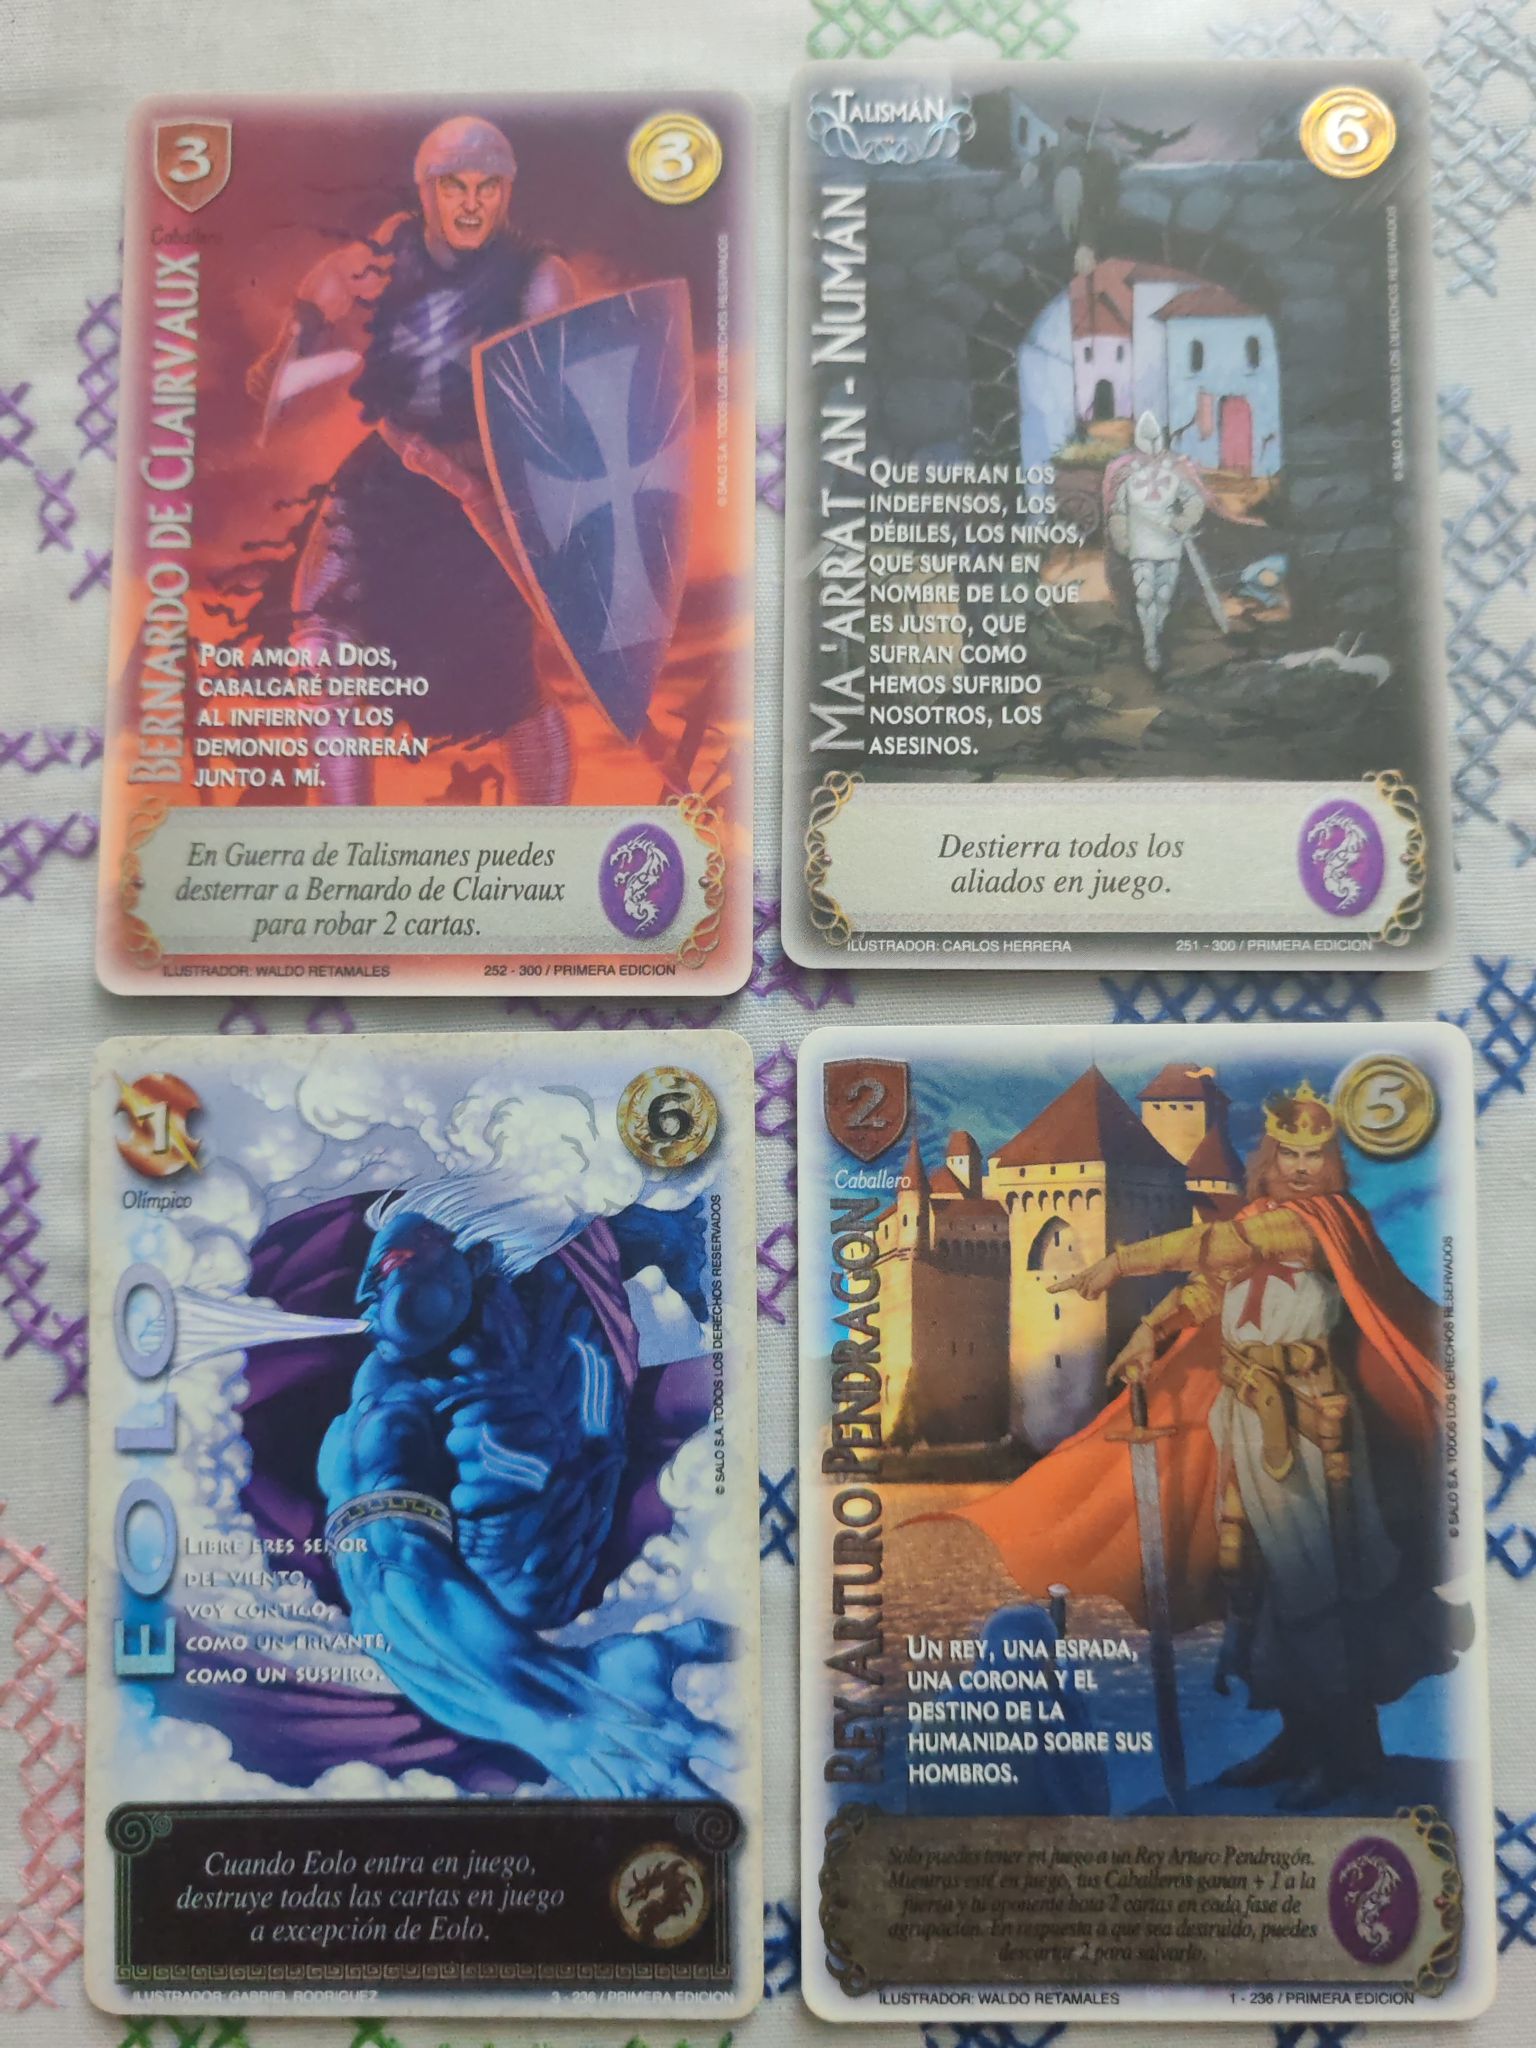 3
3
Caballero
BERNARDO DE CLAIRVAUX
POR AMOR A DIOS,
CABALGARÉ DERECHO
AL INFIERNO Y LOS
DEMONIOS CORRERÁN
JUNTO A MÍ.
© SALO S.A. TODOS LOS DERECHOS RESERVADOS
En Guerra de Talismanes puedes
desterrar a Bernardo de Clairvaux
para robar 2 cartas.
ILUSTRADOR: WALDO RETAMALES
252 - 300 / PRIMERA EDICION
TALISMÁN
6
MA'ARRAT AN - NUMÁN
QUE SUFRAN LOS
INDEFENSOS, LOS
DÉBILES, LOS NIÑOS,
QUE SUFRAN EN
NOMBRE DE LO QUE
ES JUSTO, QUE
SUFRAN COMO
HEMOS SUFRIDO
NOSOTROS, LOS
ASESINOS.
© SALO S.A. TODOS LOS DERECHOS RESERVADOS
Destierra todos los
aliados en juego.
ILUSTRADOR: CARLOS HERRERA
251 - 300 / PRIMERA EDICION
1
6
Olímpico
EOLO
LIBRE ERES SEÑOR
DEL VIENTO,
VOY CONTIGO,
COMO UN ERRANTE,
COMO UN SUSPIRO.
© SALO S.A. TODOS LOS DERECHOS RESERVADOS
Cuando Eolo entra en juego,
destruye todas las cartas en juego
a excepción de Eolo.
ILUSTRADOR: GABRIEL RODRIGUEZ
3 - 236 / PRIMERA EDICION
2
5
Caballero
REY ARTURO PENDRAGON
UN REY, UNA ESPADA,
UNA CORONA Y EL
DESTINO DE LA
HUMANIDAD SOBRE SUS
HOMBROS.
© SALO S.A. TODOS LOS DERECHOS RESERVADOS
Solo puedes tener en juego a un Rey Arturo Pendragón.
Mientras esté en juego, tus Caballeros ganan + 1 a la
fuerza y tu oponente bota 2 cartas en cada fase de
agrupación. En respuesta a que sea destruido, puedes
descartar 2 para salvarlo.
ILUSTRADOR: WALDO RETAMALES
1 - 236 / PRIMERA EDICION